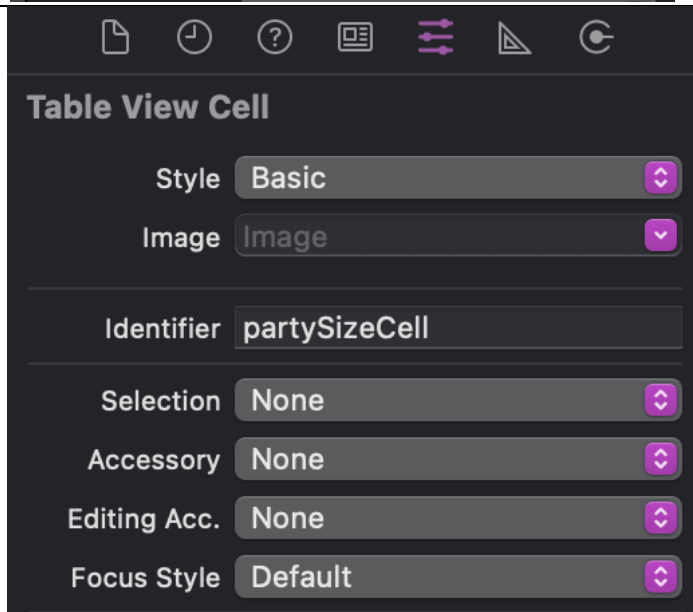 Table View Cell
Style Basic
Image Image
Identifier partySizeCell
Selection None
Accessory None
Editing Acc. None
Focus Style Default